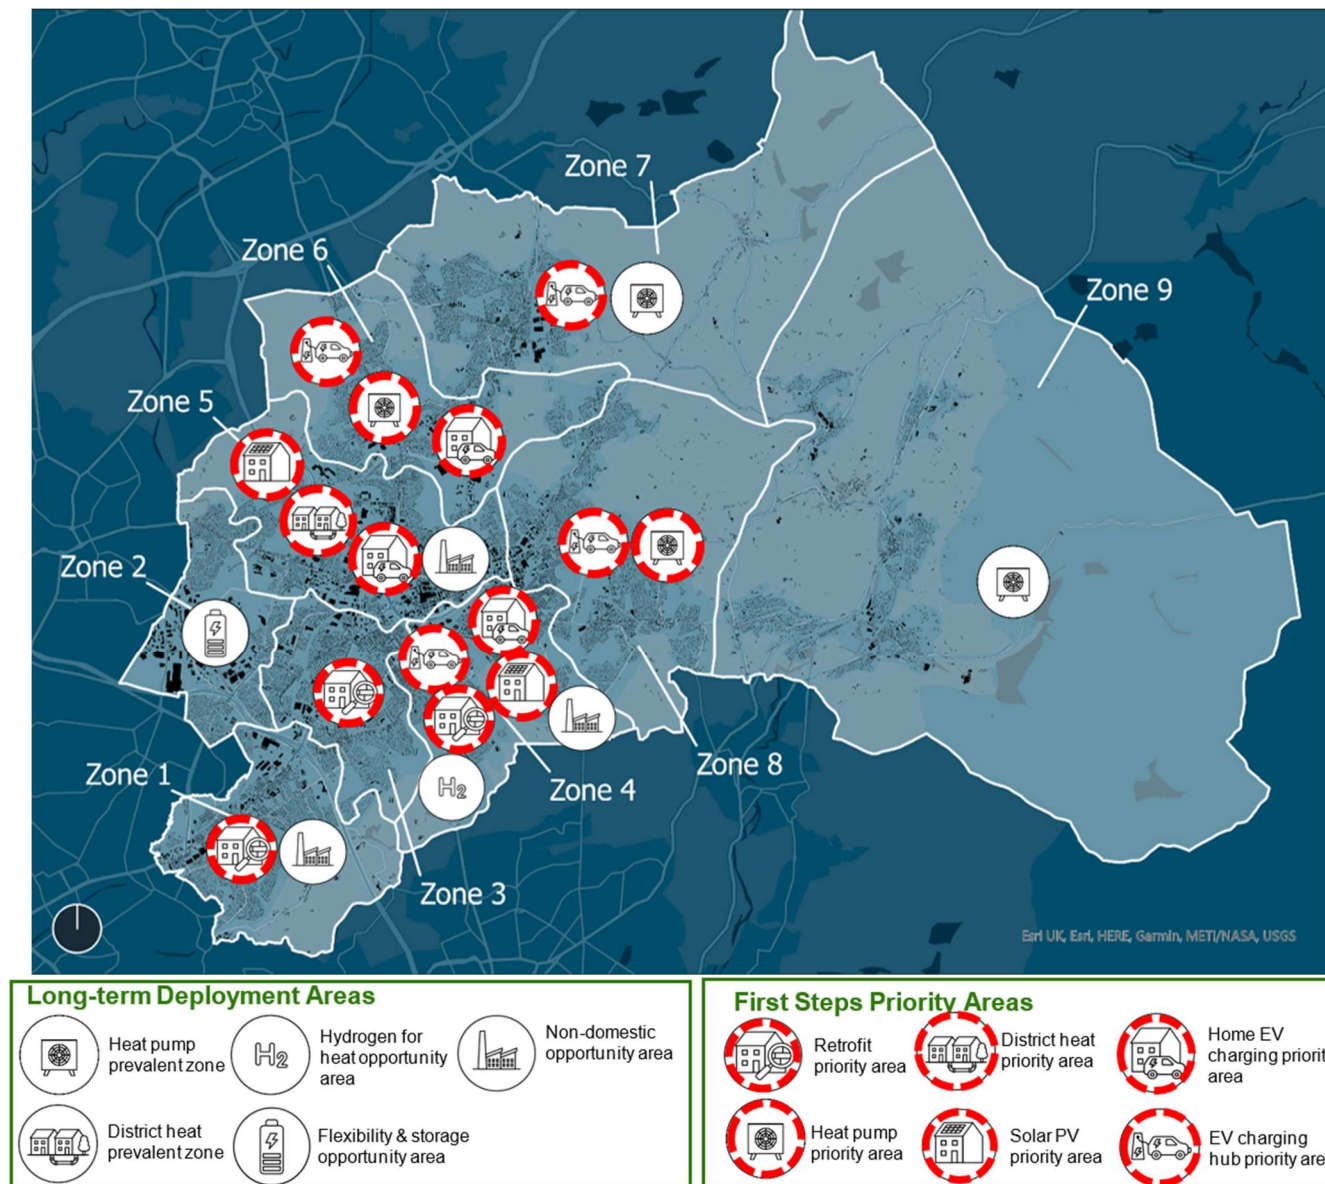 Zone 7
Zone 6
Zone 9
Zone 5
Zone 2
Zone 8
Zone 1
Zone 4
H2
Zone 3
Esri UK, Esri, HERE, Garmin, METI/NASA, USGS
Long-term Deployment Areas
Heat pump
prevalent zone
H2
Hydrogen for
heat opportunity
area
Non-domestic
opportunity area
District heat
prevalent zone
Flexibility & storage
opportunity area
First Steps Priority Areas
Retrofit
priority area
District heat
priority area
Home EV
charging priorit
area
Heat pump
priority area
Solar PV
priority area
EV charging
hub priority area